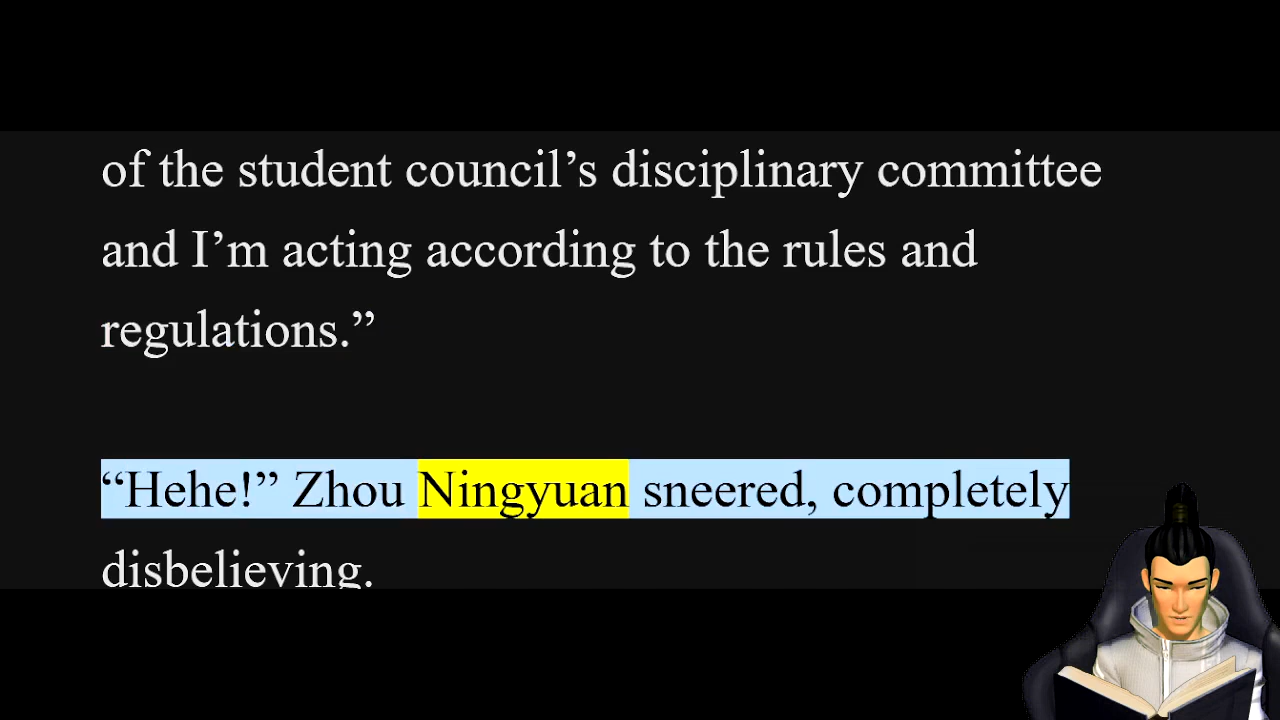 of the student council’s disciplinary committee
and I’m acting according to the rules and
regulations.”
“Hehe!” Zhou Ningyuan sneered, completely
disbelieving.